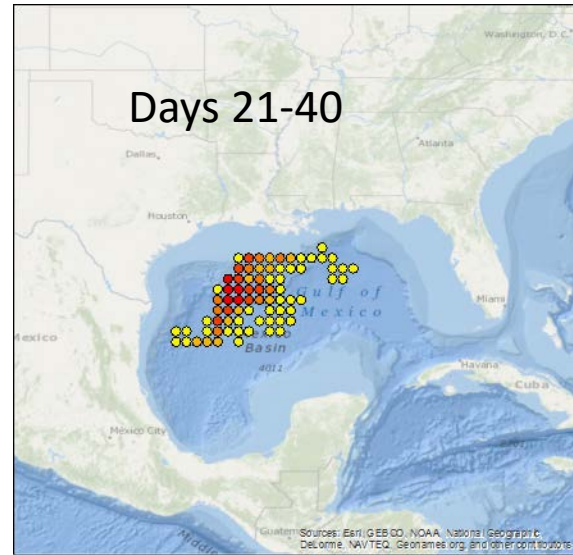 Washington, D.C.
Days 21-40
Atlanta
Dallas
Houston
Miami
Gulf of
Mexico
Mexico
Basin
4011
Havana
Cuba
México City
Sources: Esri, GEBCO, NOAA, National Geographic,
DeLorme, NAVTEQ, Geonames.org, and other contributors